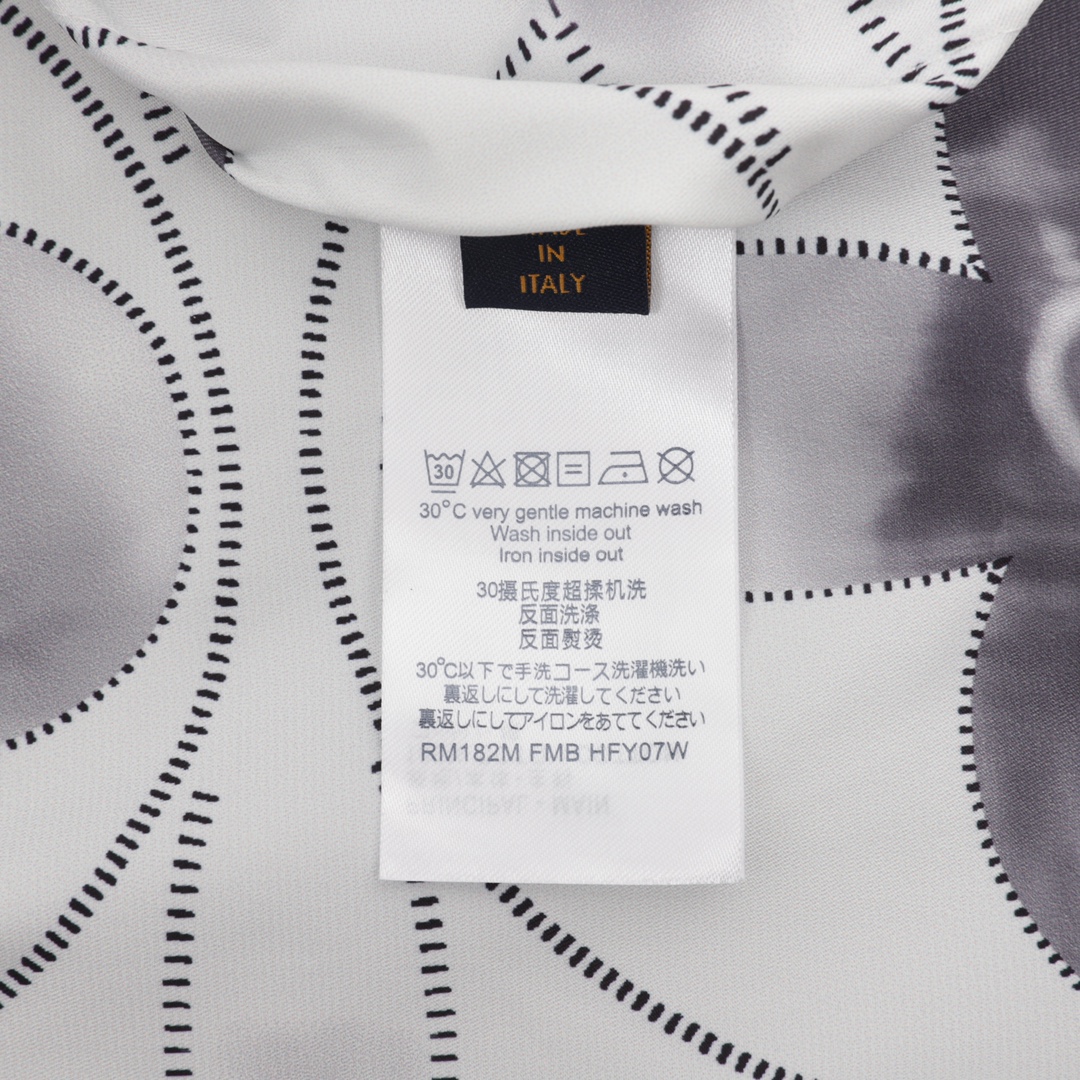 IN
ITALY
30
30°C very gentle machine wash
Wash inside out
Iron inside out
30摄氏度超揉机洗
反面洗涤
反面熨烫
30℃以下で手洗コース洗濯機洗い
裏返しにして洗濯してください
裏返しにしてアイロンをあててください
RM182M FMB HFY07W
PRINCIPAL - MAIN